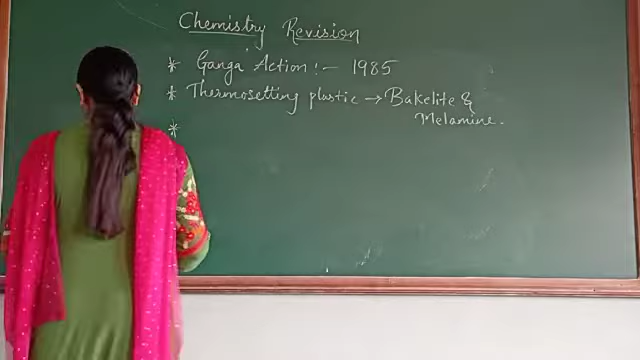 Chemistry Revision
* Ganga Action :- 1985
* Thermosetting plastic → Bakelite &
Melamine.
*